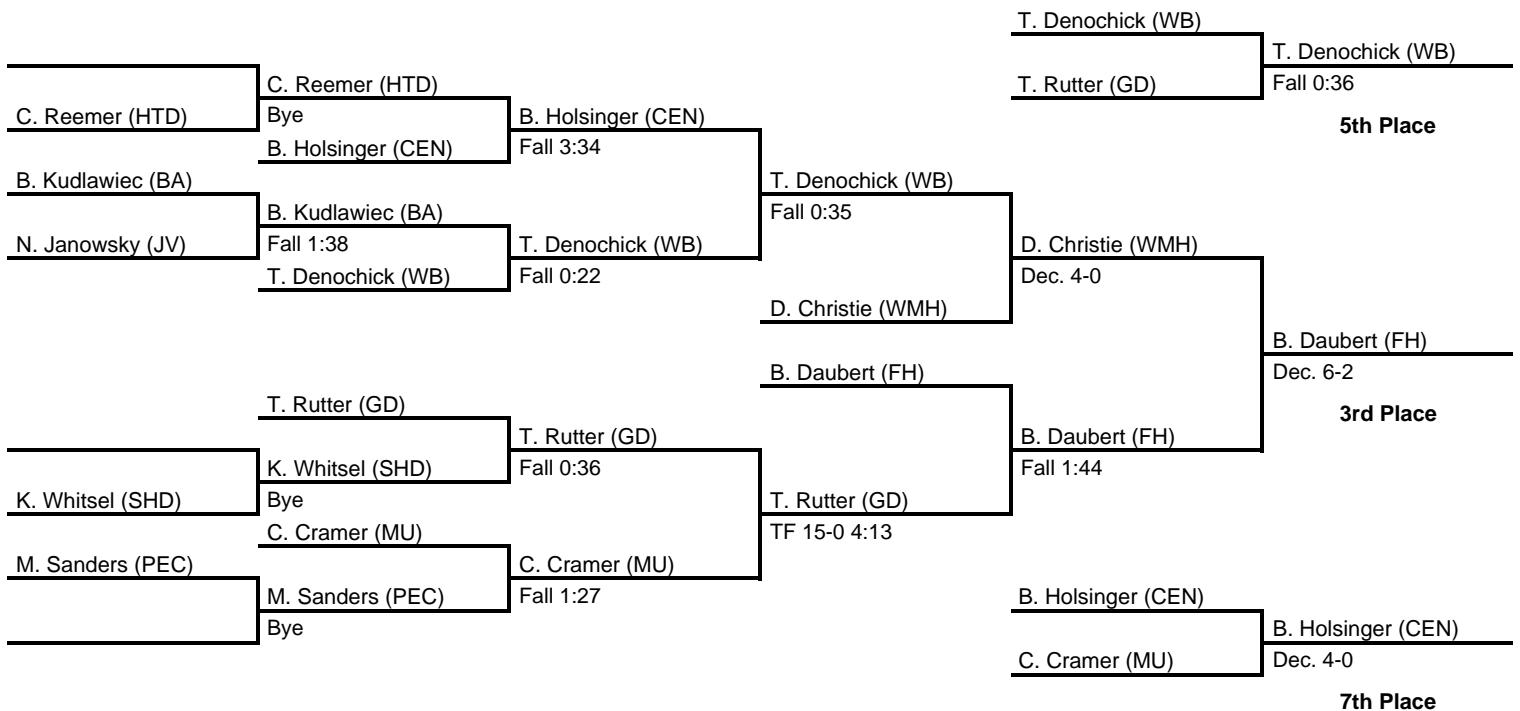 T. Denochick (WB)
T. Denochick (WB)
T. Rutter (GD)
Fall 0:36
5th Place
C. Reemer (HTD)
C. Reemer (HTD)
Bye
B. Holsinger (CEN)
B. Holsinger (CEN)
Fall 3:34
B. Kudlawiec (BA)
T. Denochick (WB)
Fall 0:35
B. Kudlawiec (BA)
N. Janowsky (JV)
Fall 1:38
T. Denochick (WB)
T. Denochick (WB)
Fall 0:22
D. Christie (WMH)
Dec. 4-0
D. Christie (WMH)
B. Daubert (FH)
Dec. 6-2
3rd Place
B. Daubert (FH)
T. Rutter (GD)
T. Rutter (GD)
Fall 0:36
B. Daubert (FH)
Fall 1:44
K. Whitsel (SHD)
K. Whitsel (SHD)
Bye
T. Rutter (GD)
TF 15-0 4:13
C. Cramer (MU)
M. Sanders (PEC)
C. Cramer (MU)
Fall 1:27
M. Sanders (PEC)
Bye
B. Holsinger (CEN)
B. Holsinger (CEN)
C. Cramer (MU)
Dec. 4-0
7th Place